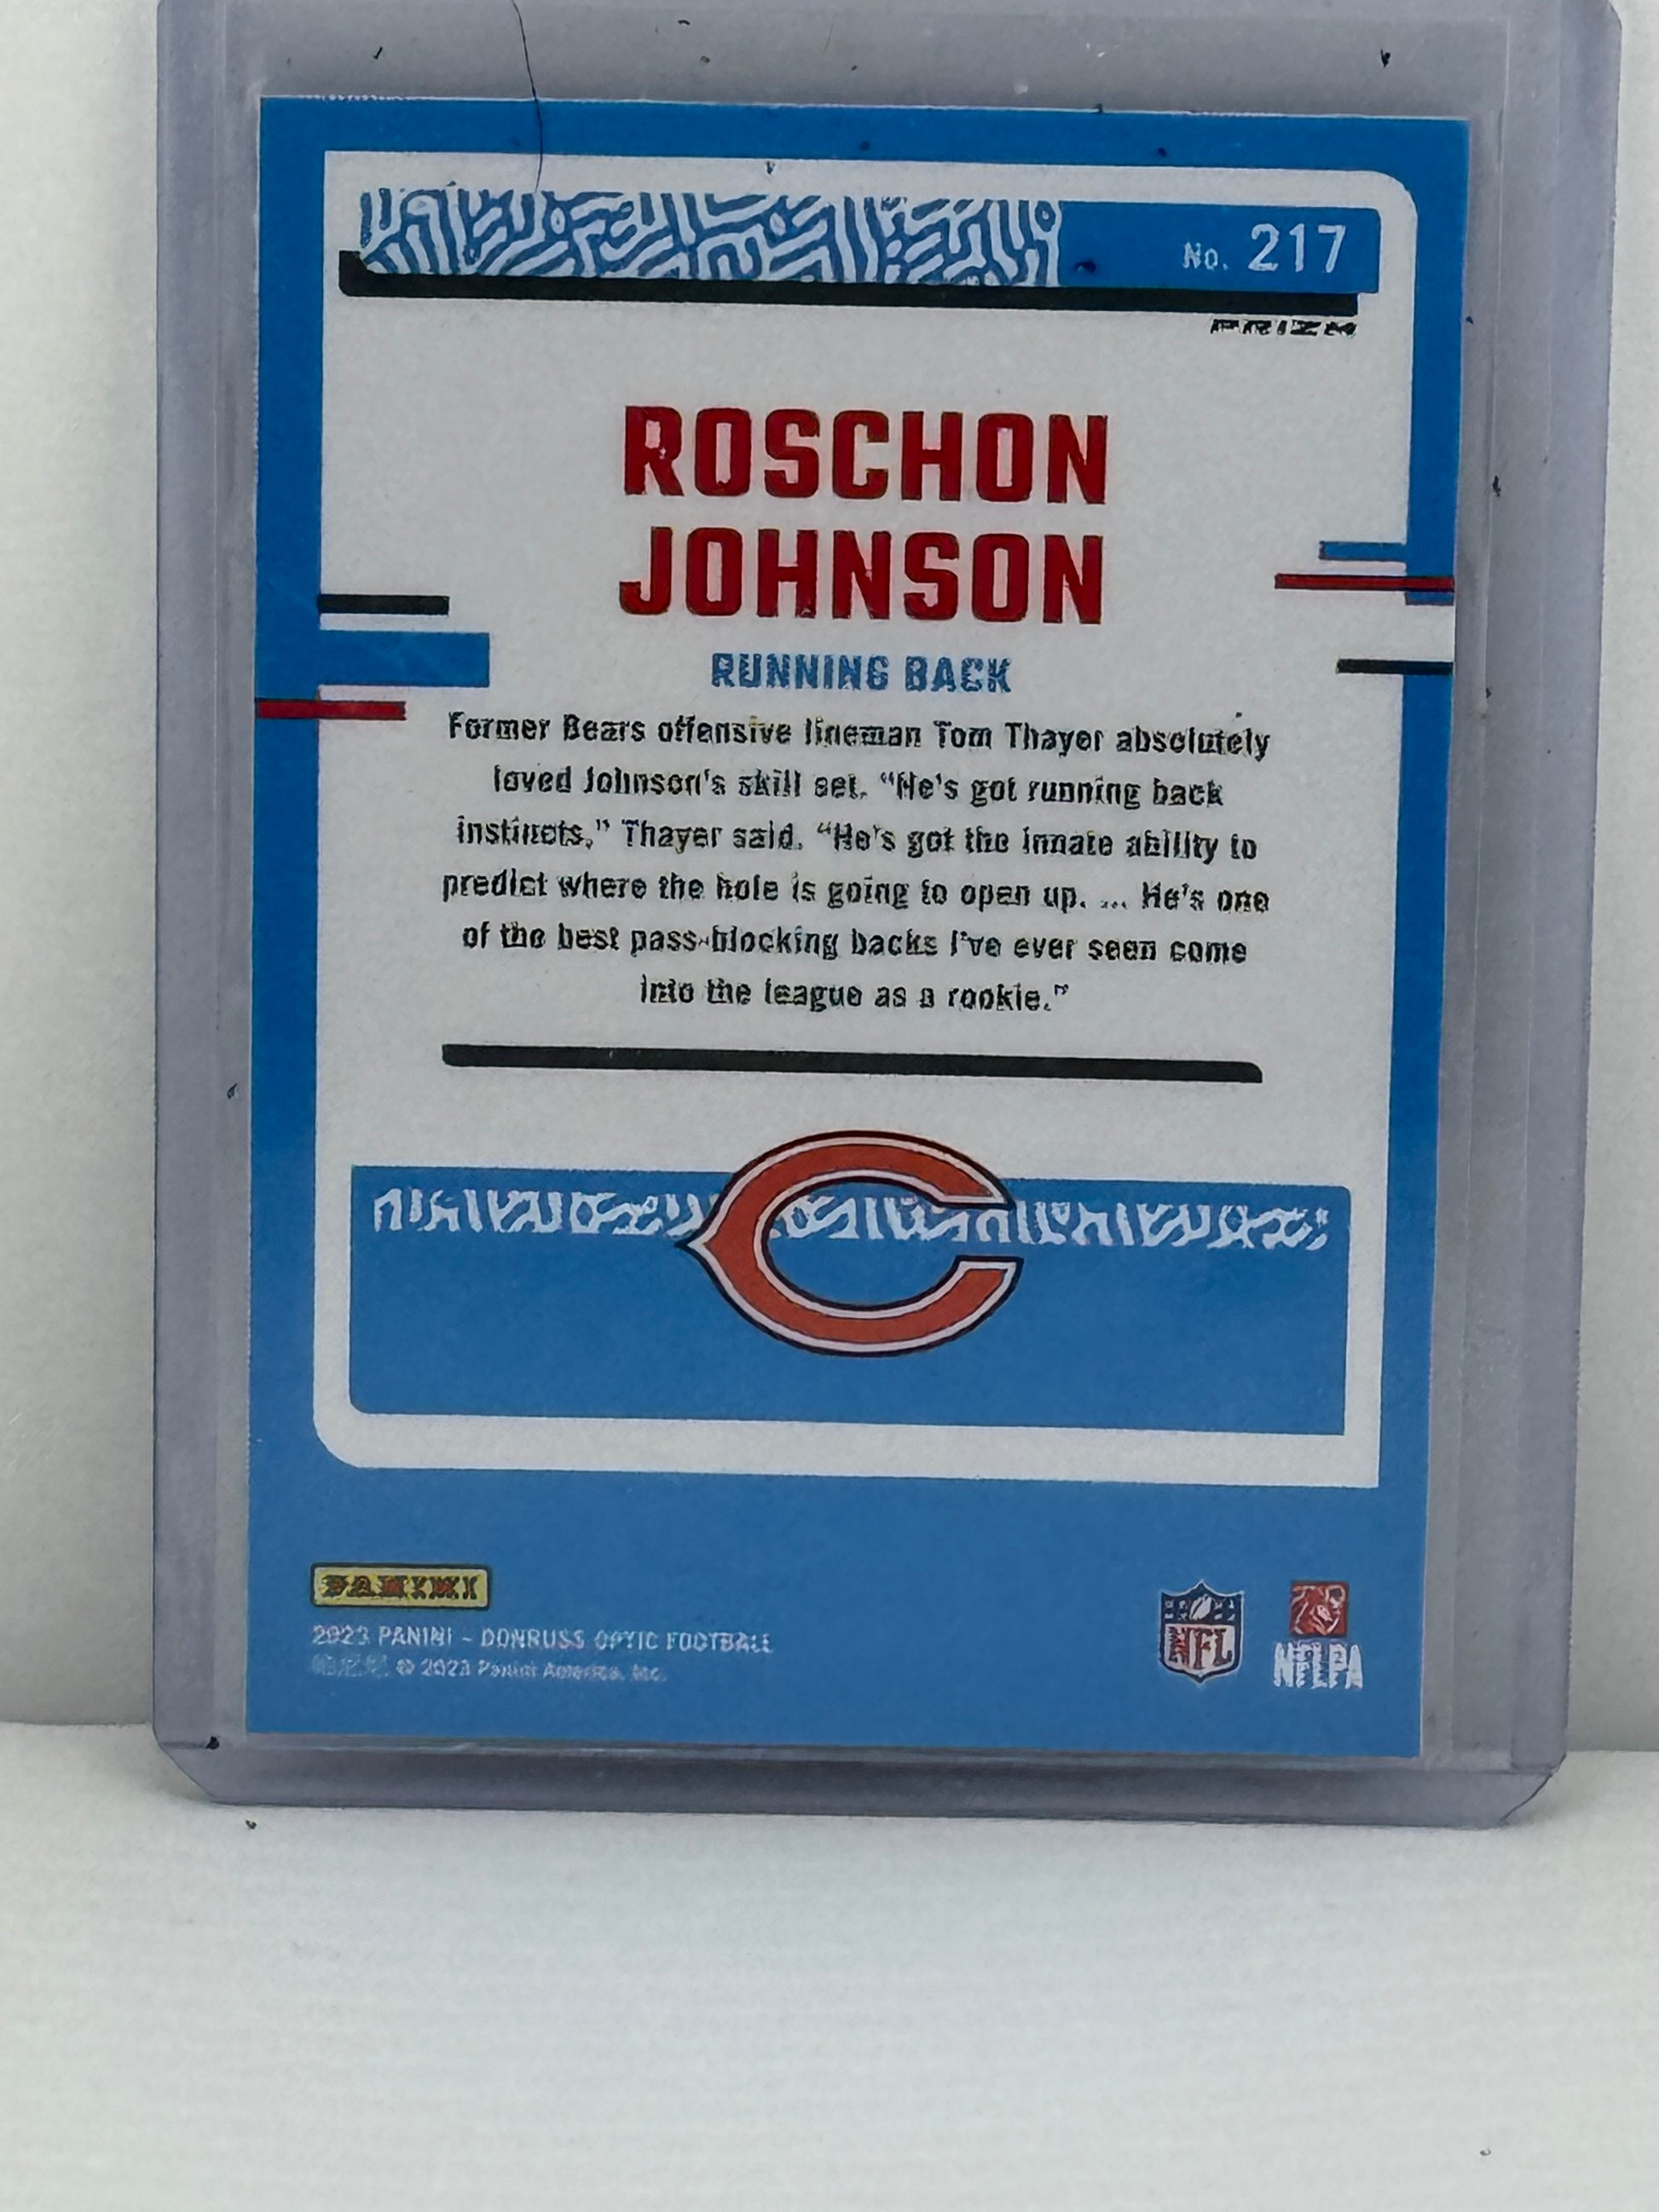 No. 217
PRIZM
ROSCHON
JOHNSON
RUNNING BACK
Former Bears offensive lineman Tom Thayer absolutely
loved Johnson's skill set. “He's got running back
instincts,” Thayer said. “He's got the innate ability to
predict where the hole is going to open up. ... He's one
of the best pass-blocking backs I've ever seen come
into the league as a rookie.”
C
PANINI
2023 PANINI - DONRUSS OPTIC FOOTBALL
© 2023 Panini America, Inc.
NFL
NFLPA